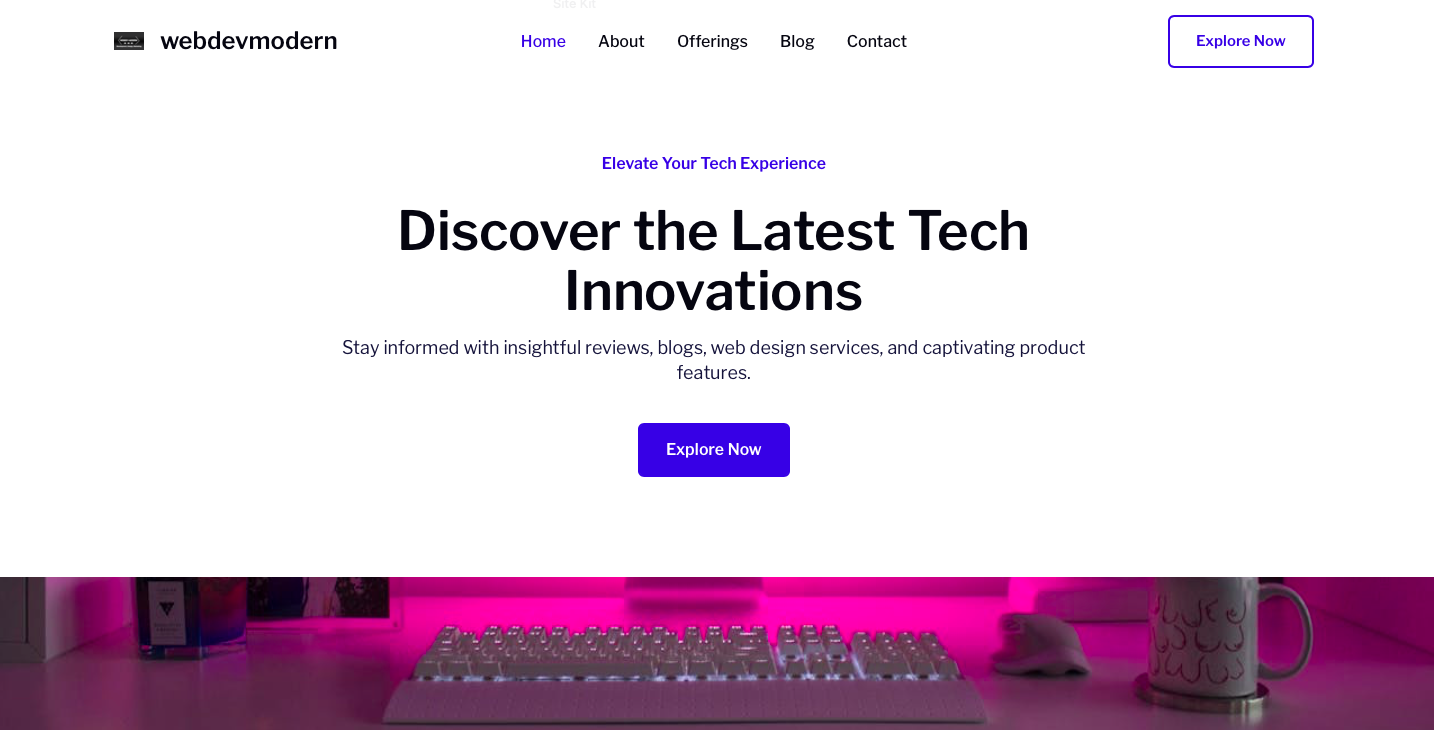 Site Kit
webdevmodern
Home About Offerings Blog Contact
Explore Now
Elevate Your Tech Experience
Discover the Latest Tech
Innovations
Stay informed with insightful reviews, blogs, web design services, and captivating product
features.
Explore Now